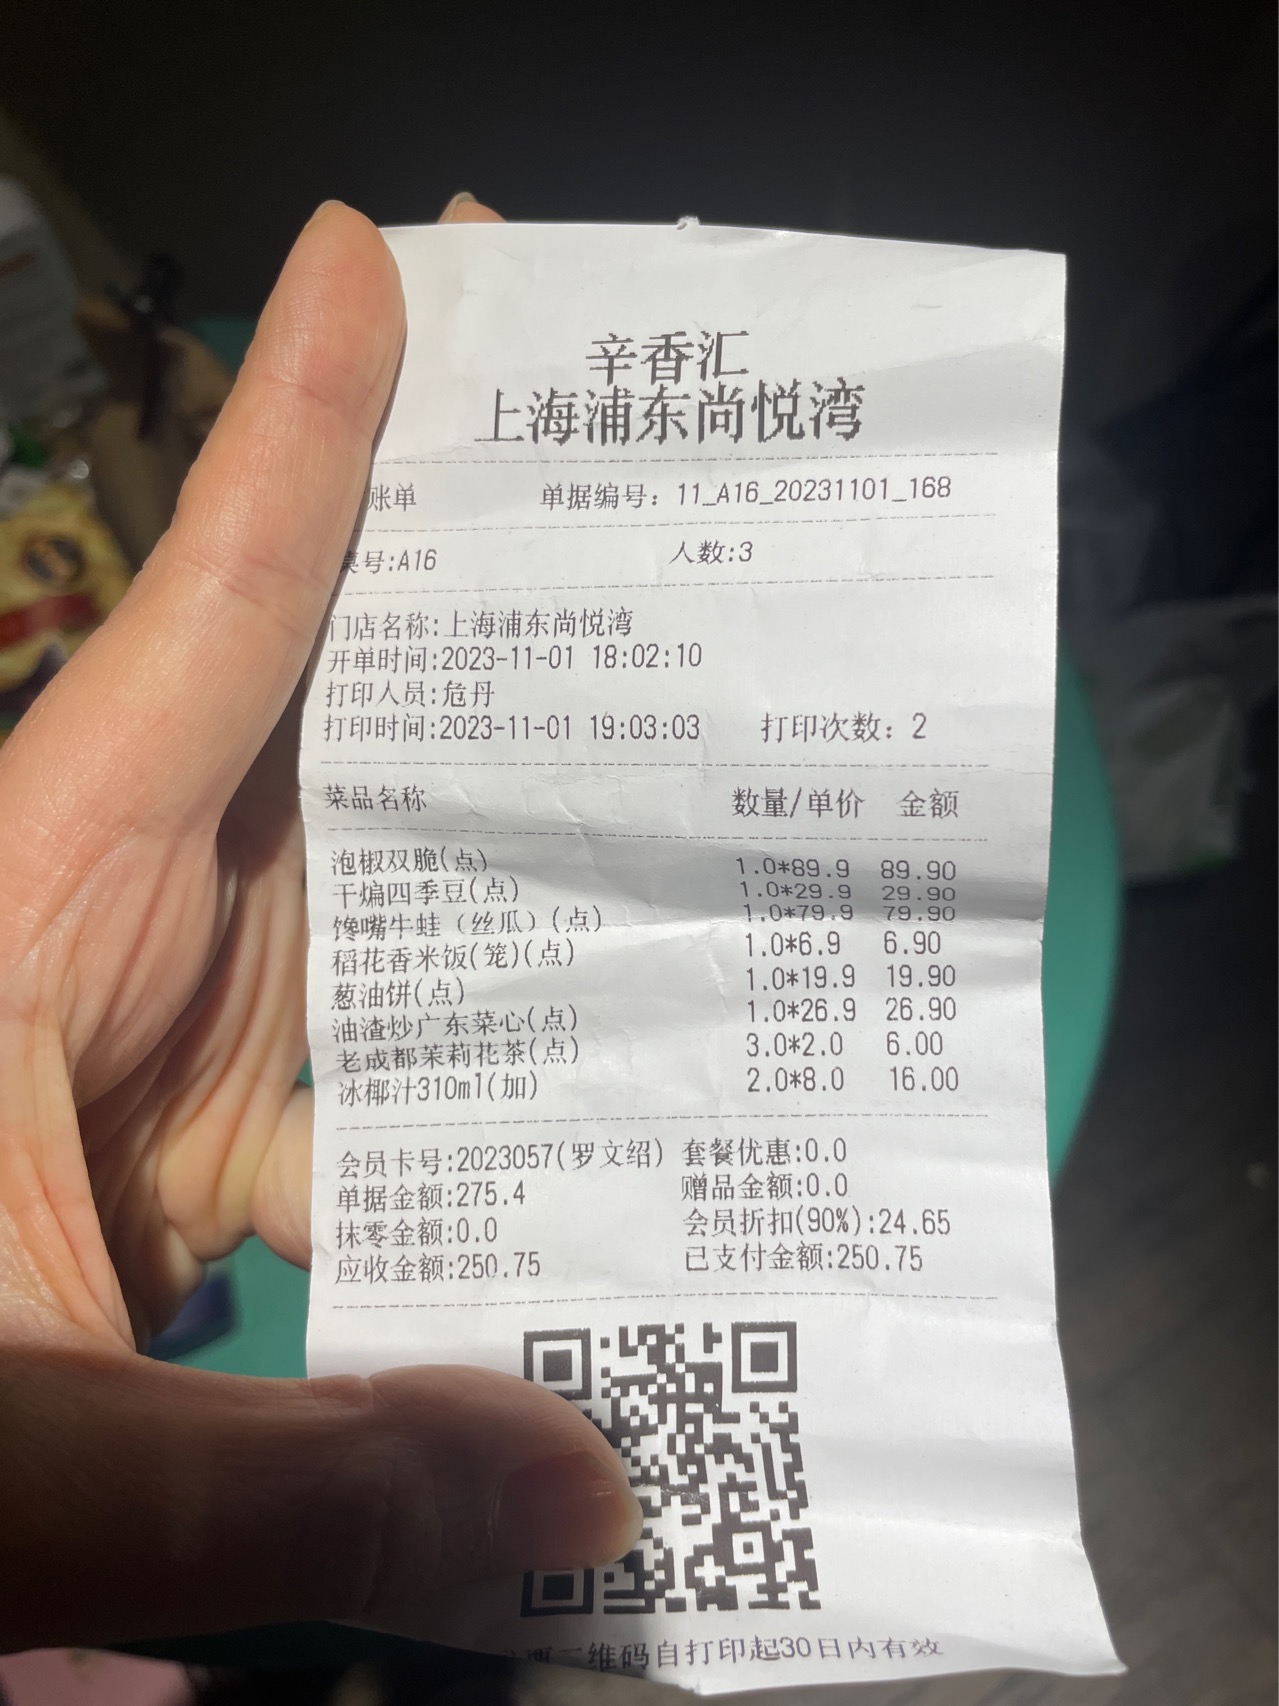 辛香汇
上海浦东尚悦湾
账单 单据编号：11_A16_20231101_168
桌号:A16 人数:3
门店名称:上海浦东尚悦湾
开单时间:2023-11-01 18:02:10
打印人员:危丹
打印时间:2023-11-01 19:03:03 打印次数：2
菜品名称 数量/单价 金额
泡椒双脆(点) 1.0*89.9 89.90
干煸四季豆(点) 1.0*29.9 29.90
馋嘴牛蛙（丝瓜）(点) 1.0*79.9 79.90
稻花香米饭(笼)(点) 1.0*6.9 6.90
葱油饼(点) 1.0*19.9 19.90
油渣炒广东菜心(点) 1.0*26.9 26.90
老成都茉莉花茶(点) 3.0*2.0 6.00
冰椰汁310ml(加) 2.0*8.0 16.00
会员卡号:2023057(罗文绍) 套餐优惠:0.0
单据金额:275.4 赠品金额:0.0
抹零金额:0.0 会员折扣(90%):24.65
应收金额:250.75 已支付金额:250.75
二维码自打印起30日内有效